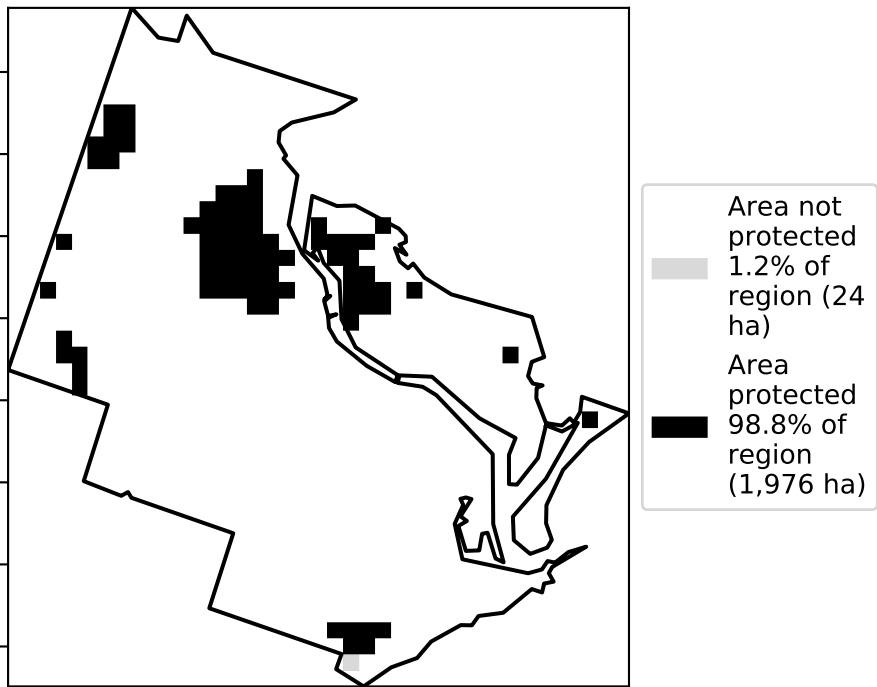 Area not
protected
1.2% of
region (24
ha)
Area
protected
98.8% of
region
(1,976 ha)